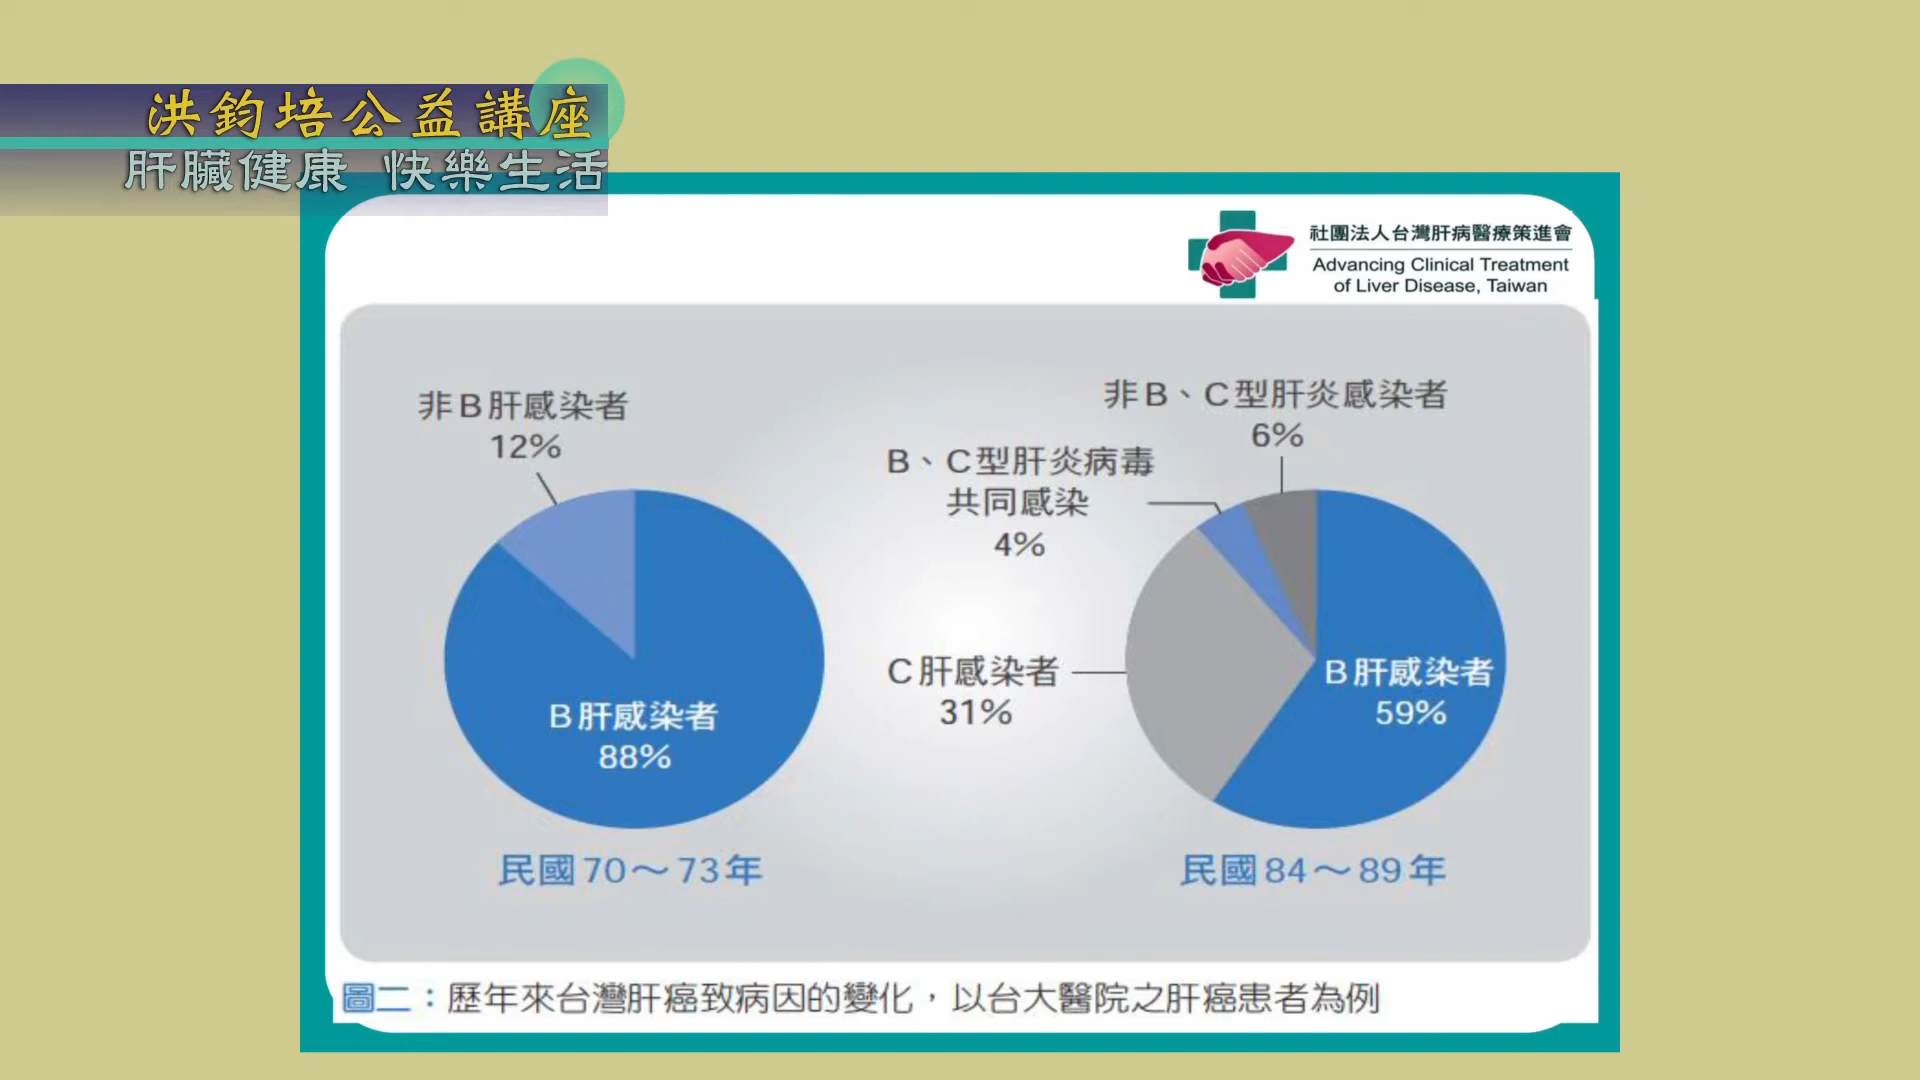 洪鈞培公益講座
肝臟健康 快樂生活
社團法人台灣肝病醫療策進會
Advancing Clinical Treatment
of Liver Disease, Taiwan
非B肝感染者
12%
B肝感染者
88%
民國70～73年
非B、C型肝炎感染者
6%
B、C型肝炎病毒
共同感染
4%
C肝感染者
31%
B肝感染者
59%
民國84～89年
圖二：歷年來台灣肝癌致病因的變化，以台大醫院之肝癌患者為例